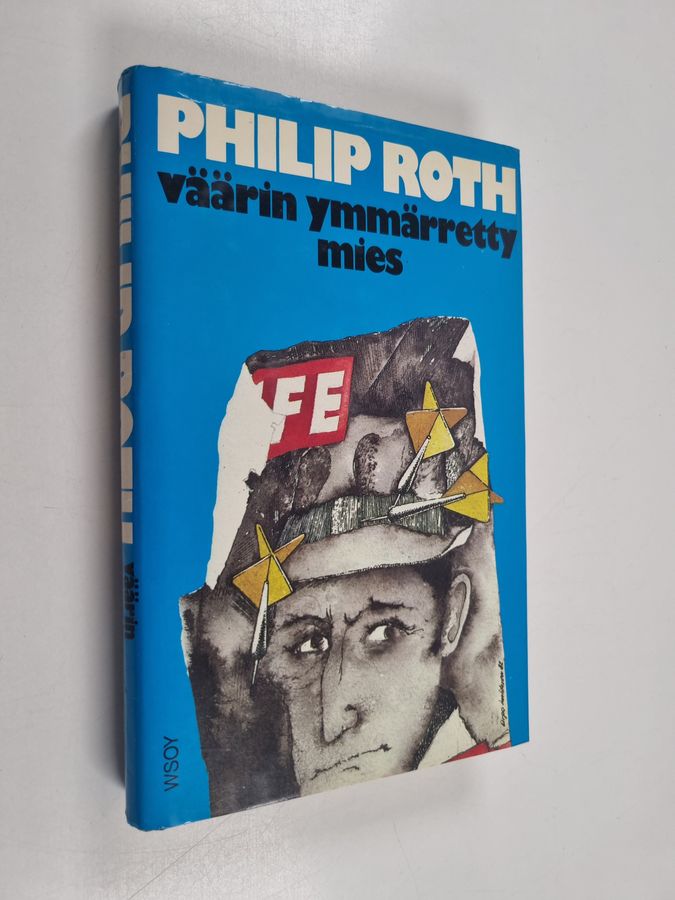 PHILIP ROTH
väärin ymmärretty
mies
FE
WSOY
PHILIP ROTH
väärin